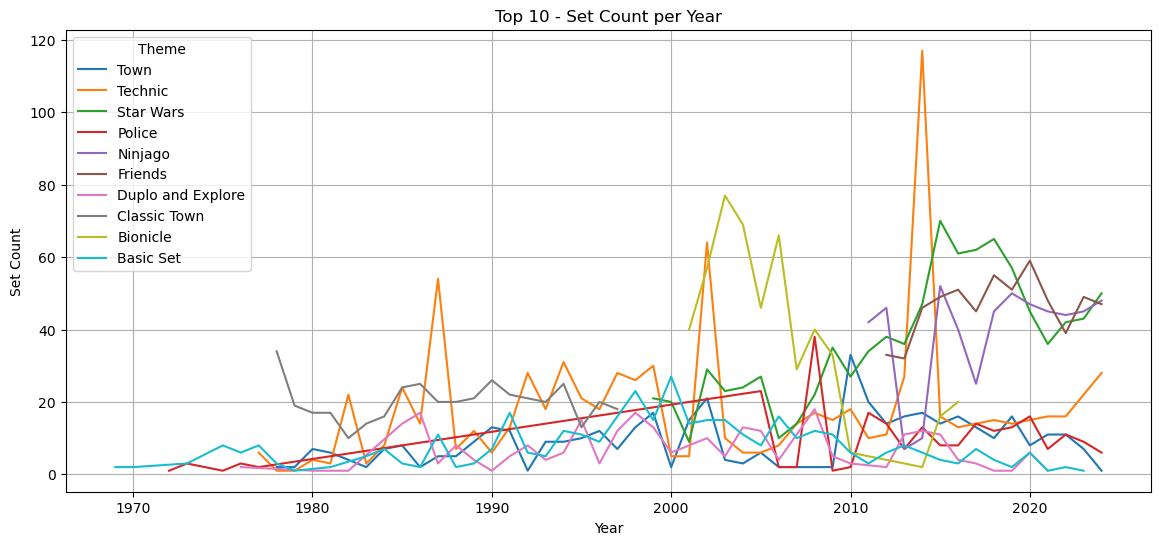 Top 10 - Set Count per Year
Theme
Town
Technic
Star Wars
Police
Ninjago
Friends
Duplo and Explore
Classic Town
Bionicle
Basic Set
Set Count
120
100
80
60
40
20
0
1970
1980
1990
2000
2010
2020
Year